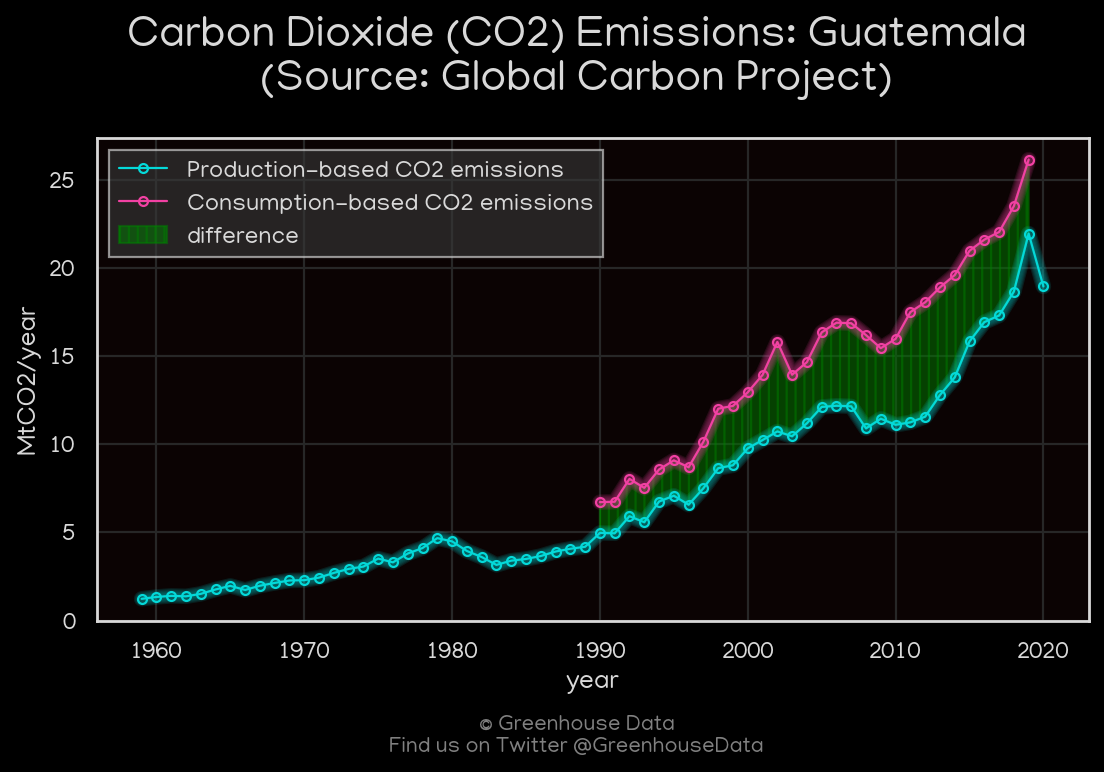 Carbon Dioxide (CO2) Emissions: Guatemala
(Source: Global Carbon Project)
Production-based CO2 emissions
Consumption-based CO2 emissions
difference
MtCO2/year
25
20
15
10
5
0
1960 1970 1980 1990 2000 2010 2020
year
© Greenhouse Data
Find us on Twitter @GreenhouseData